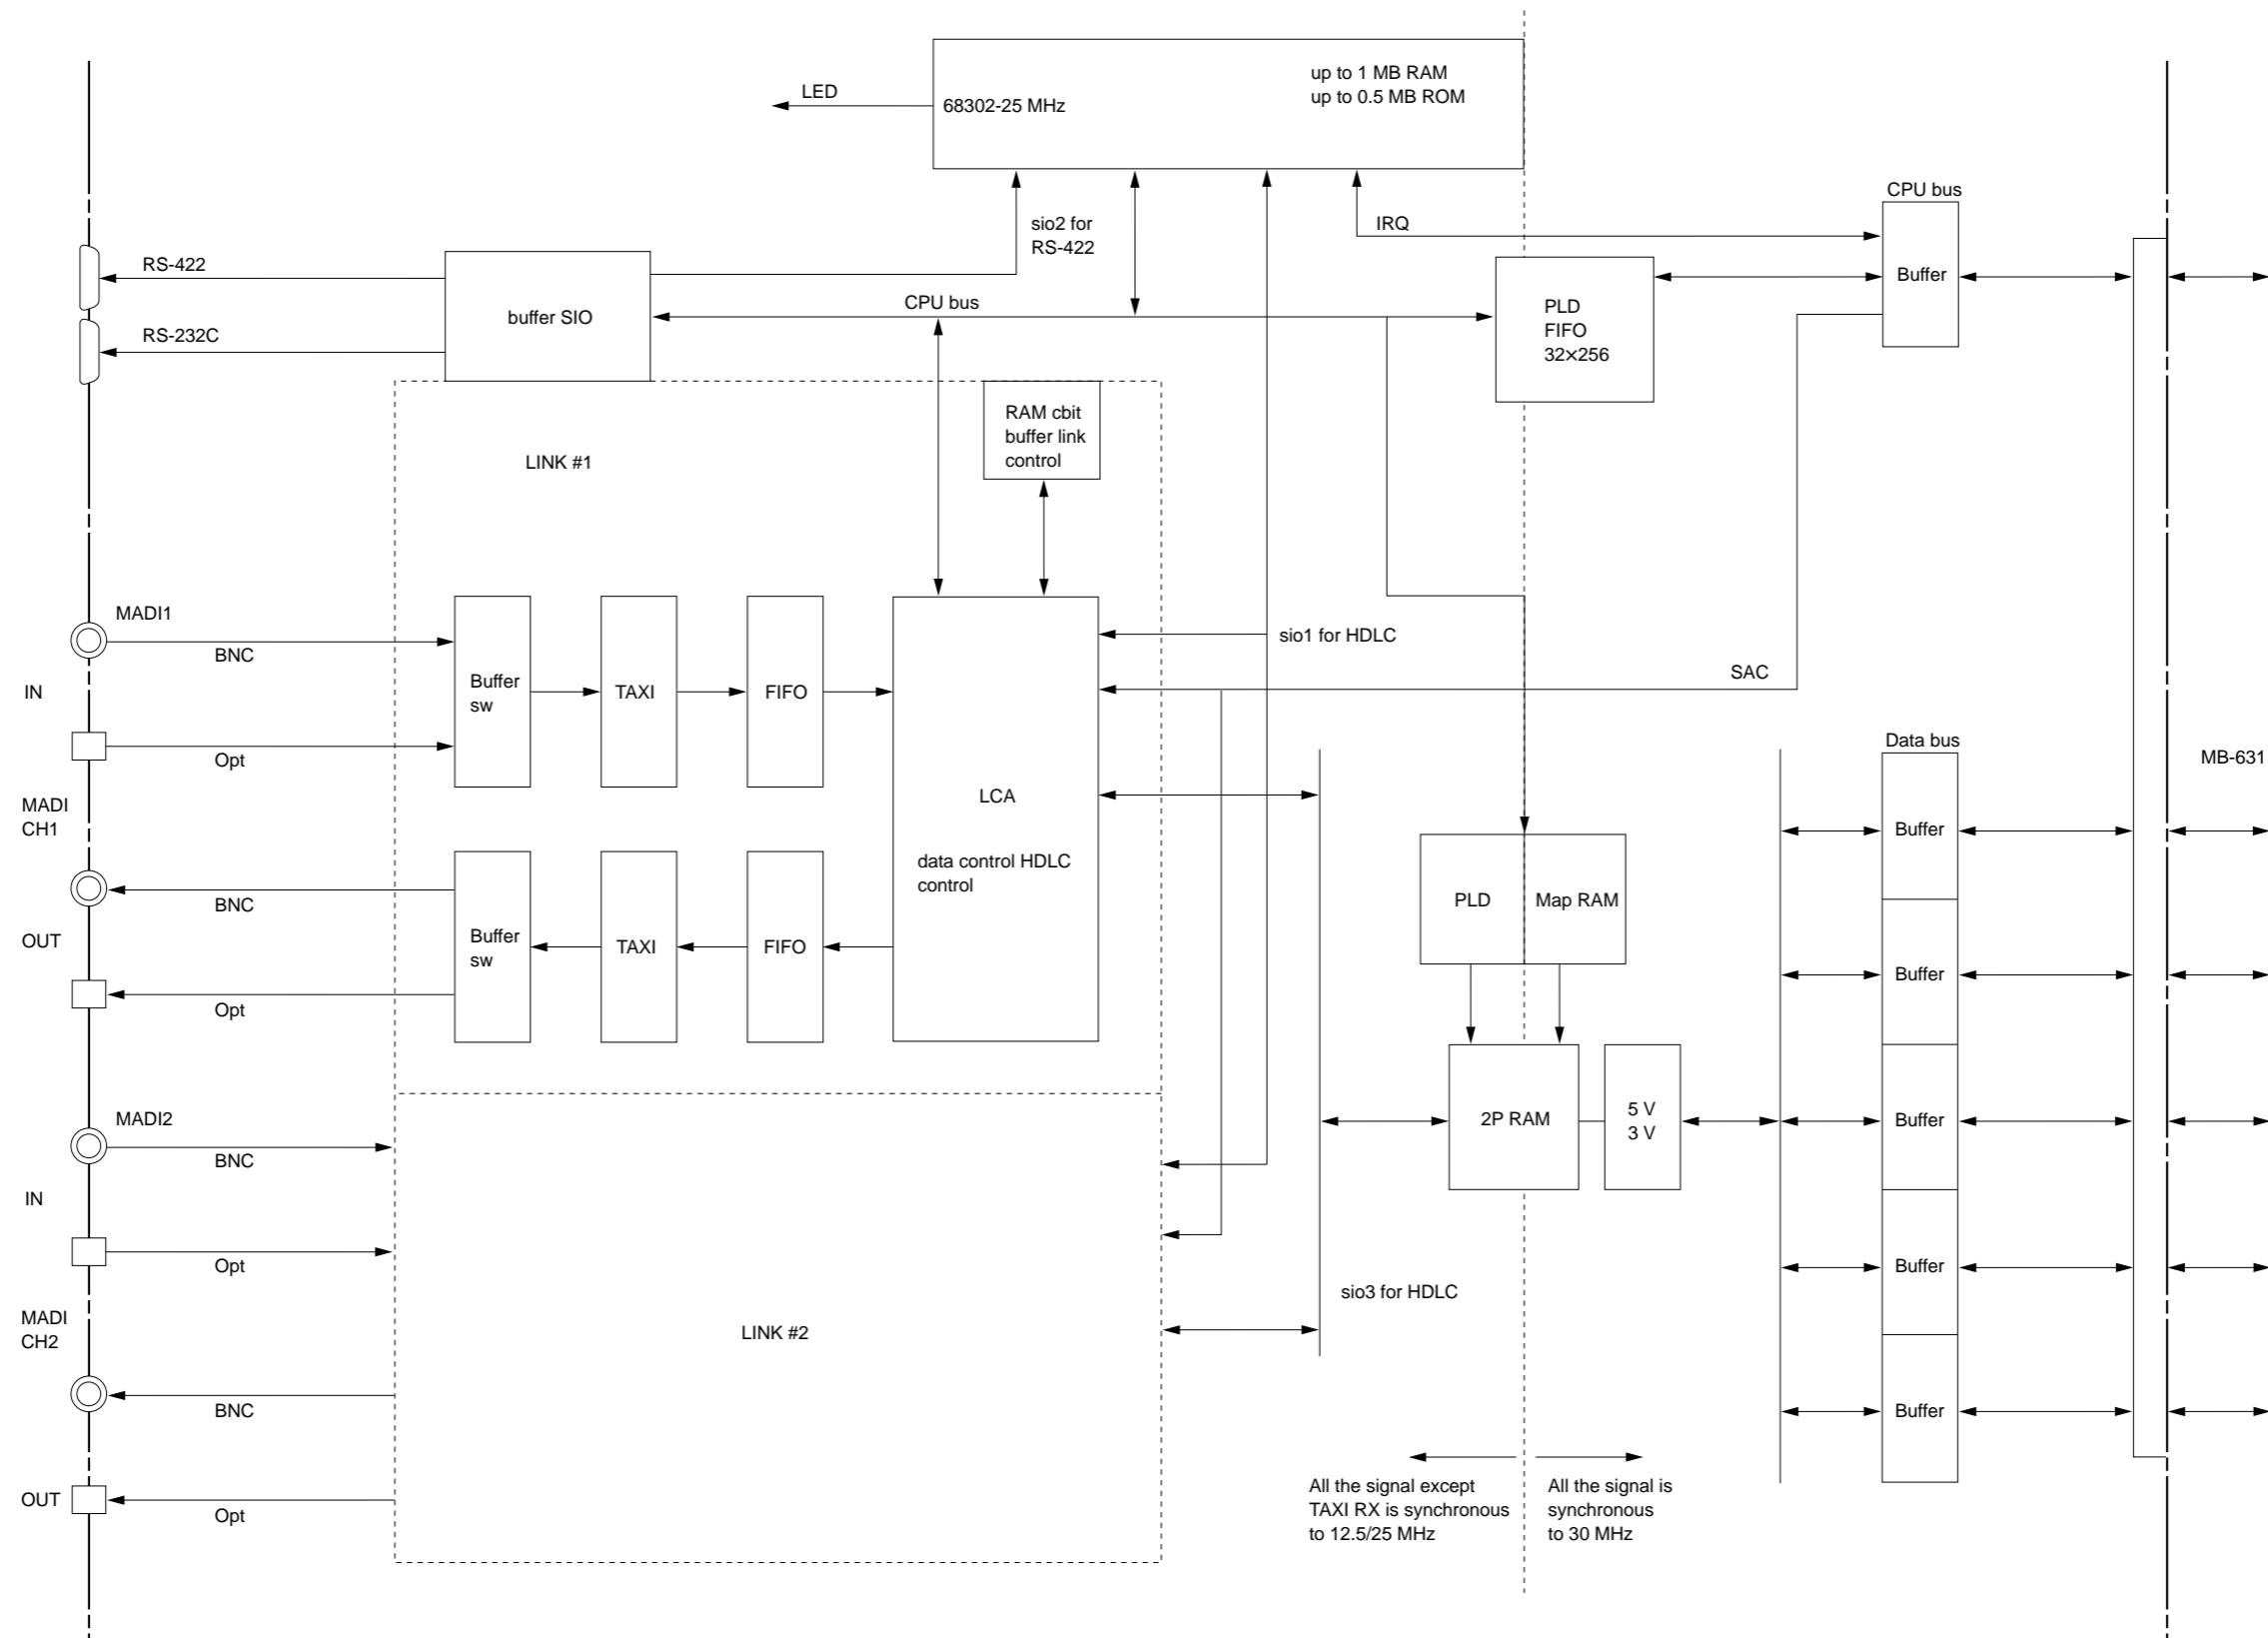 up to 1 MB RAM
up to 0.5 MB ROM
LED
68302-25 MHz
CPU bus
sio2 for
RS-422
IRQ
RS-422
Buffer
CPU bus
buffer SIO
PLD
FIFO
32×256
RS-232C
RAM cbit
buffer link
control
LINK #1
MADI1
BNC
sio1 for HDLC
SAC
IN
Buffer
sw
TAXI
FIFO
Opt
Data bus
MB-631
MADI
CH1
LCA
Buffer
data control HDLC
control
BNC
PLD
Map RAM
OUT
Buffer
sw
TAXI
FIFO
Buffer
Opt
MADI2
2P RAM
5 V
3 V
Buffer
BNC
IN
Opt
Buffer
sio3 for HDLC
MADI
CH2
LINK #2
BNC
Buffer
OUT
Opt
All the signal except
TAXI RX is synchronous
to 12.5/25 MHz
All the signal is
synchronous
to 30 MHz